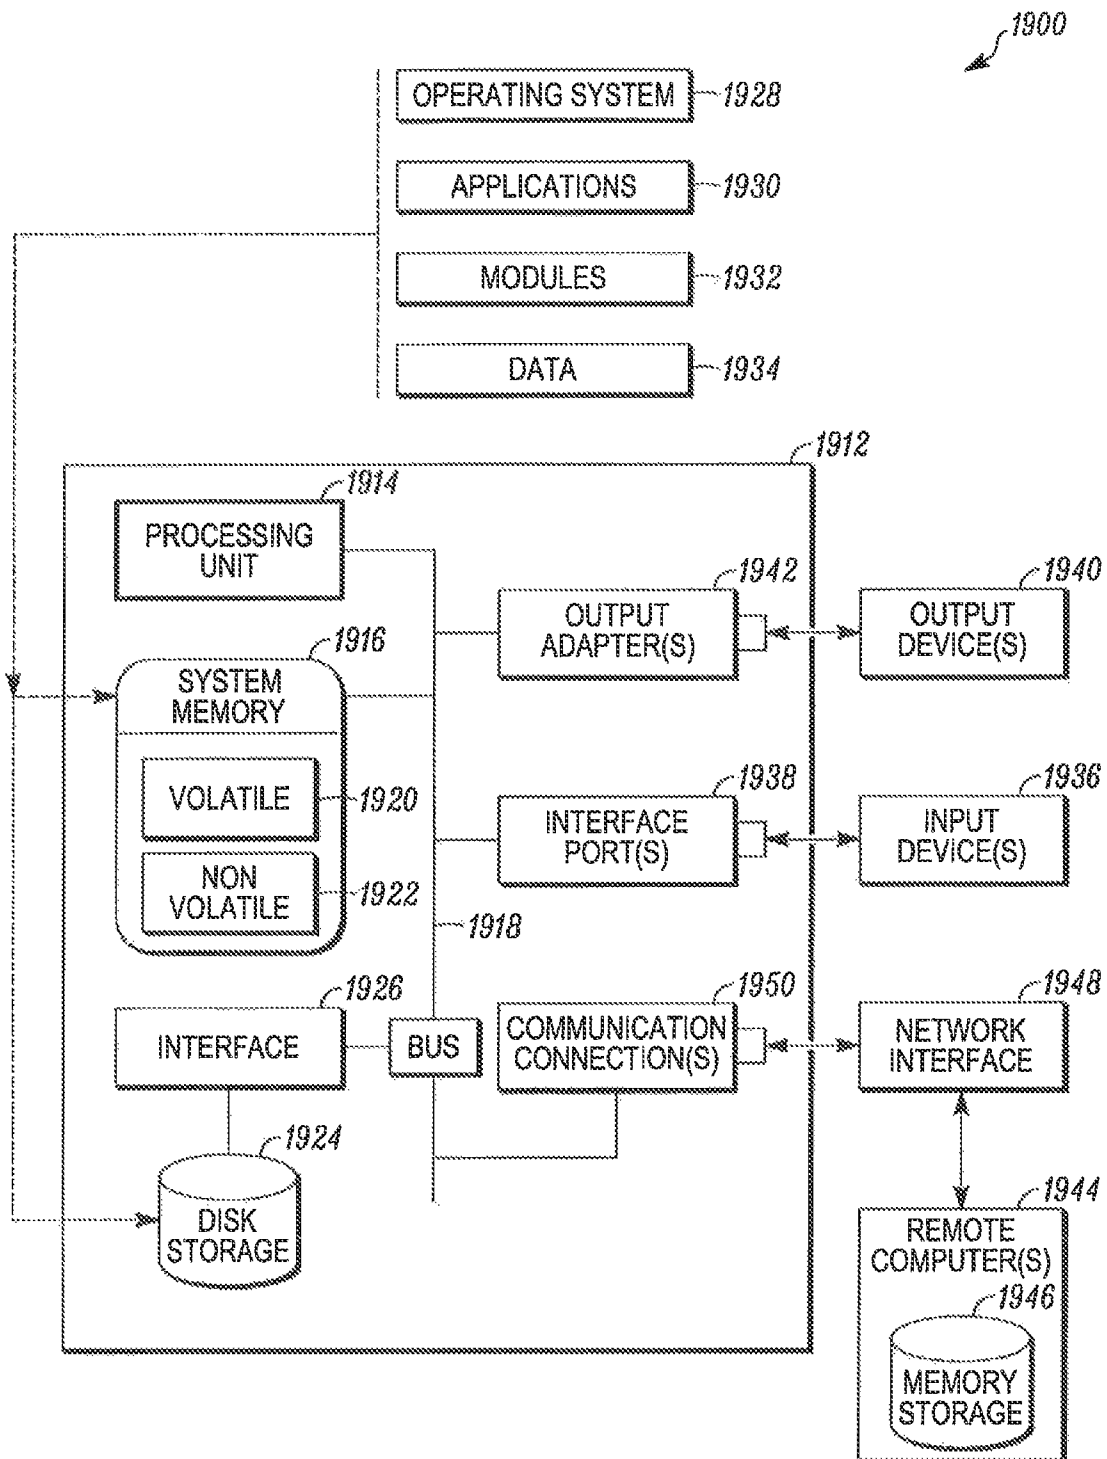 1900
OPERATING SYSTEM 1928
APPLICATIONS 1930
MODULES 1932
DATA 1934
1912
1914
PROCESSING
UNIT
1916
SYSTEM
MEMORY
VOLATILE 1920
NON
VOLATILE 1922
1918
1926
INTERFACE
BUS
1924
DISK
STORAGE
1942
OUTPUT
ADAPTER(S)
1940
OUTPUT
DEVICE(S)
1938
INTERFACE
PORT(S)
1936
INPUT
DEVICE(S)
1950
COMMUNICATION
CONNECTION(S)
1948
NETWORK
INTERFACE
1944
REMOTE
COMPUTER(S)
1946
MEMORY
STORAGE